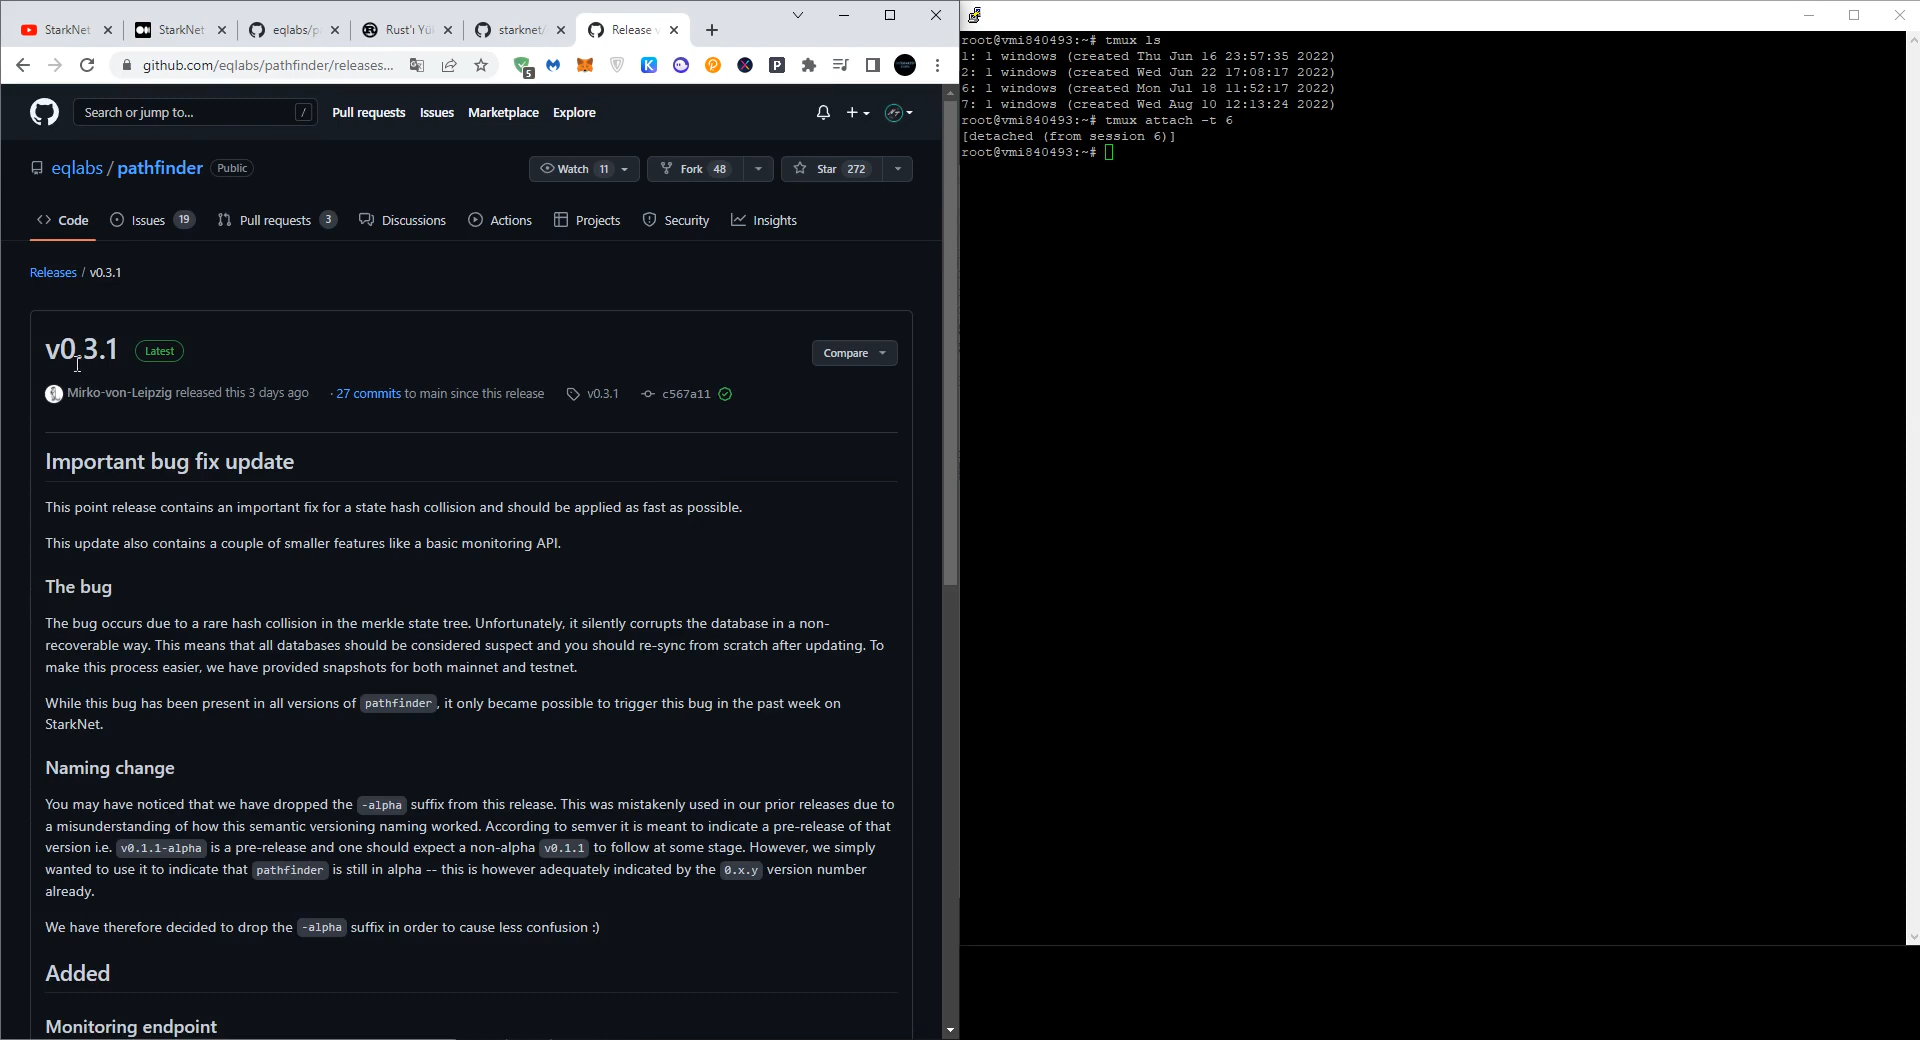 StarkNet
StarkNet
eqlabs/p
Rust'ı Yü
starknet
Release v
github.com/eqlabs/pathfinder/releases...
5
Search or jump to...
/
Pull requests
Issues
Marketplace
Explore
eqlabs / pathfinder
Public
Watch 11
Fork 48
Star 272
Code
Issues 19
Pull requests 3
Discussions
Actions
Projects
Security
Insights
Releases / v0.3.1
v0.3.1
Latest
Compare
Mirko-von-Leipzig released this 3 days ago
· 27 commits to main since this release
v0.3.1
c567a11
Important bug fix update
This point release contains an important fix for a state hash collision and should be applied as fast as possible.
This update also contains a couple of smaller features like a basic monitoring API.
The bug
The bug occurs due to a rare hash collision in the merkle state tree. Unfortunately, it silently corrupts the database in a non-
recoverable way. This means that all databases should be considered suspect and you should re-sync from scratch after updating. To
make this process easier, we have provided snapshots for both mainnet and testnet.
While this bug has been present in all versions of pathfinder, it only became possible to trigger this bug in the past week on
StarkNet.
Naming change
You may have noticed that we have dropped the -alpha suffix from this release. This was mistakenly used in our prior releases due to
a misunderstanding of how this semantic versioning naming worked. According to semver it is meant to indicate a pre-release of that
version i.e. v0.1.1-alpha is a pre-release and one should expect a non-alpha v0.1.1 to follow at some stage. However, we simply
wanted to use it to indicate that pathfinder is still in alpha -- this is however adequately indicated by the 0.x.y version number
already.
We have therefore decided to drop the -alpha suffix in order to cause less confusion :)
Added
Monitoring endpoint
root@vmi840493:~# tmux ls
1: 1 windows (created Thu Jun 16 23:57:35 2022)
2: 1 windows (created Wed Jun 22 17:08:17 2022)
6: 1 windows (created Mon Jul 18 11:52:17 2022)
7: 1 windows (created Wed Aug 10 12:13:24 2022)
root@vmi840493:~# tmux attach -t 6
[detached (from session 6)]
root@vmi840493:~#